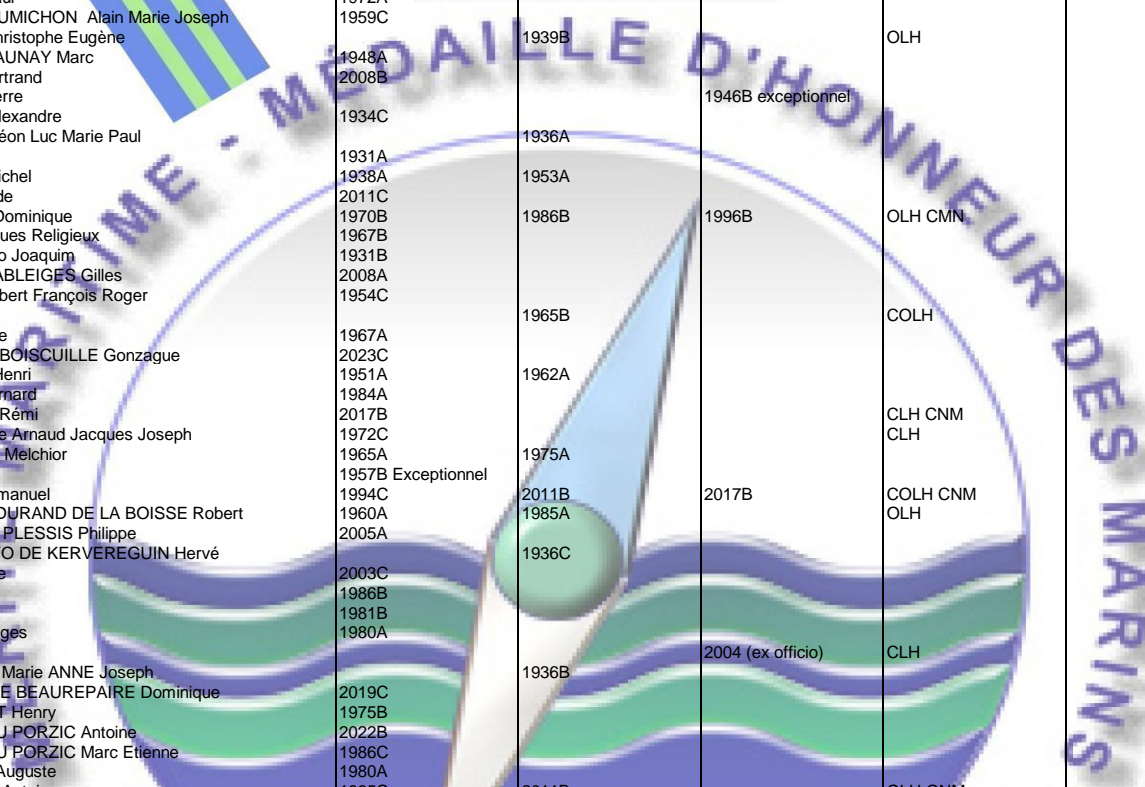 UMICHON Alain Marie Joseph 1959C
hristophe Eugène 1939B OLH
AUNAY Marc 1948A
rtrand 2008B
erre 1946B exceptionnel
lexandre 1934C
éon Luc Marie Paul 1936A
1931A
ichel 1938A 1953A
de 2011C
Dominique 1970B 1986B 1996B OLH CMN
ues Religieux 1967B
o Joaquim 1931B
ABLEIGES Gilles 2008A
bert François Roger 1954C
1965B COLH
e 1967A
BOISCUILLE Gonzague 2023C
Henri 1951A 1962A
rnard 1984A
Rémi 2017B CLH CNM
e Arnaud Jacques Joseph 1972C CLH
Melchior 1965A 1975A
1957B Exceptionnel
manuel 1994C 2011B 2017B COLH CNM
DURAND DE LA BOISSE Robert 1960A 1985A OLH
PLESSIS Philippe 2005A
O DE KERVEREGUIN Hervé 1936C
e 2003C
1986B
1981B
ges 1980A
2004 (ex officio) CLH
Marie ANNE Joseph 1936B
E BEAUREPAIRE Dominique 2019C
T Henry 1975B
U PORZIC Antoine 2022B
U PORZIC Marc Etienne 1986C
Auguste 1980A
MARITIME - MÉDAILLE D'HONNEUR DES MARINS